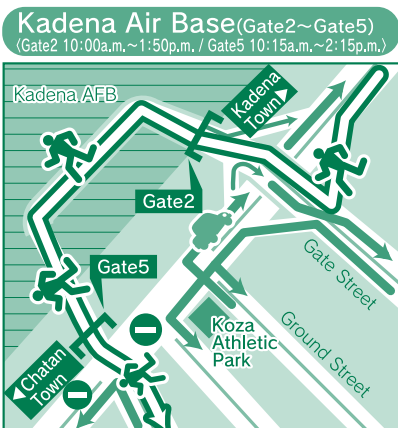 Kadena Air Base(Gate2～Gate5)
(Gate2 10:00a.m.～1:50p.m. / Gate5 10:15a.m.～2:15p.m.)
Kadena AFB
Kadena
Town▶
Gate2
Gate5
Gate Street
Koza
Athletic
Park
Ground Street
◀Chatan
Town